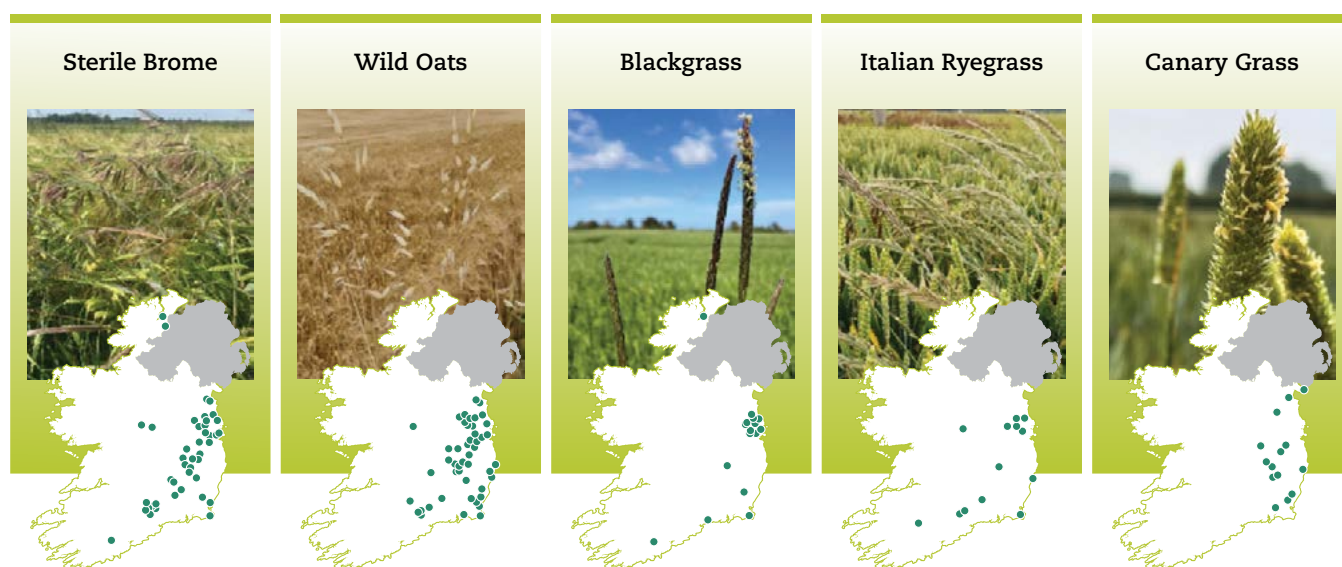 Sterile Brome
Wild Oats
Blackgrass
Italian Ryegrass
Canary Grass